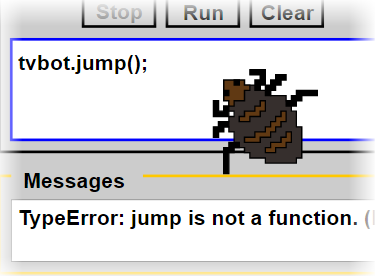 Stop Run Clear
tvbot.jump();
Messages
TypeError: jump is not a function. (